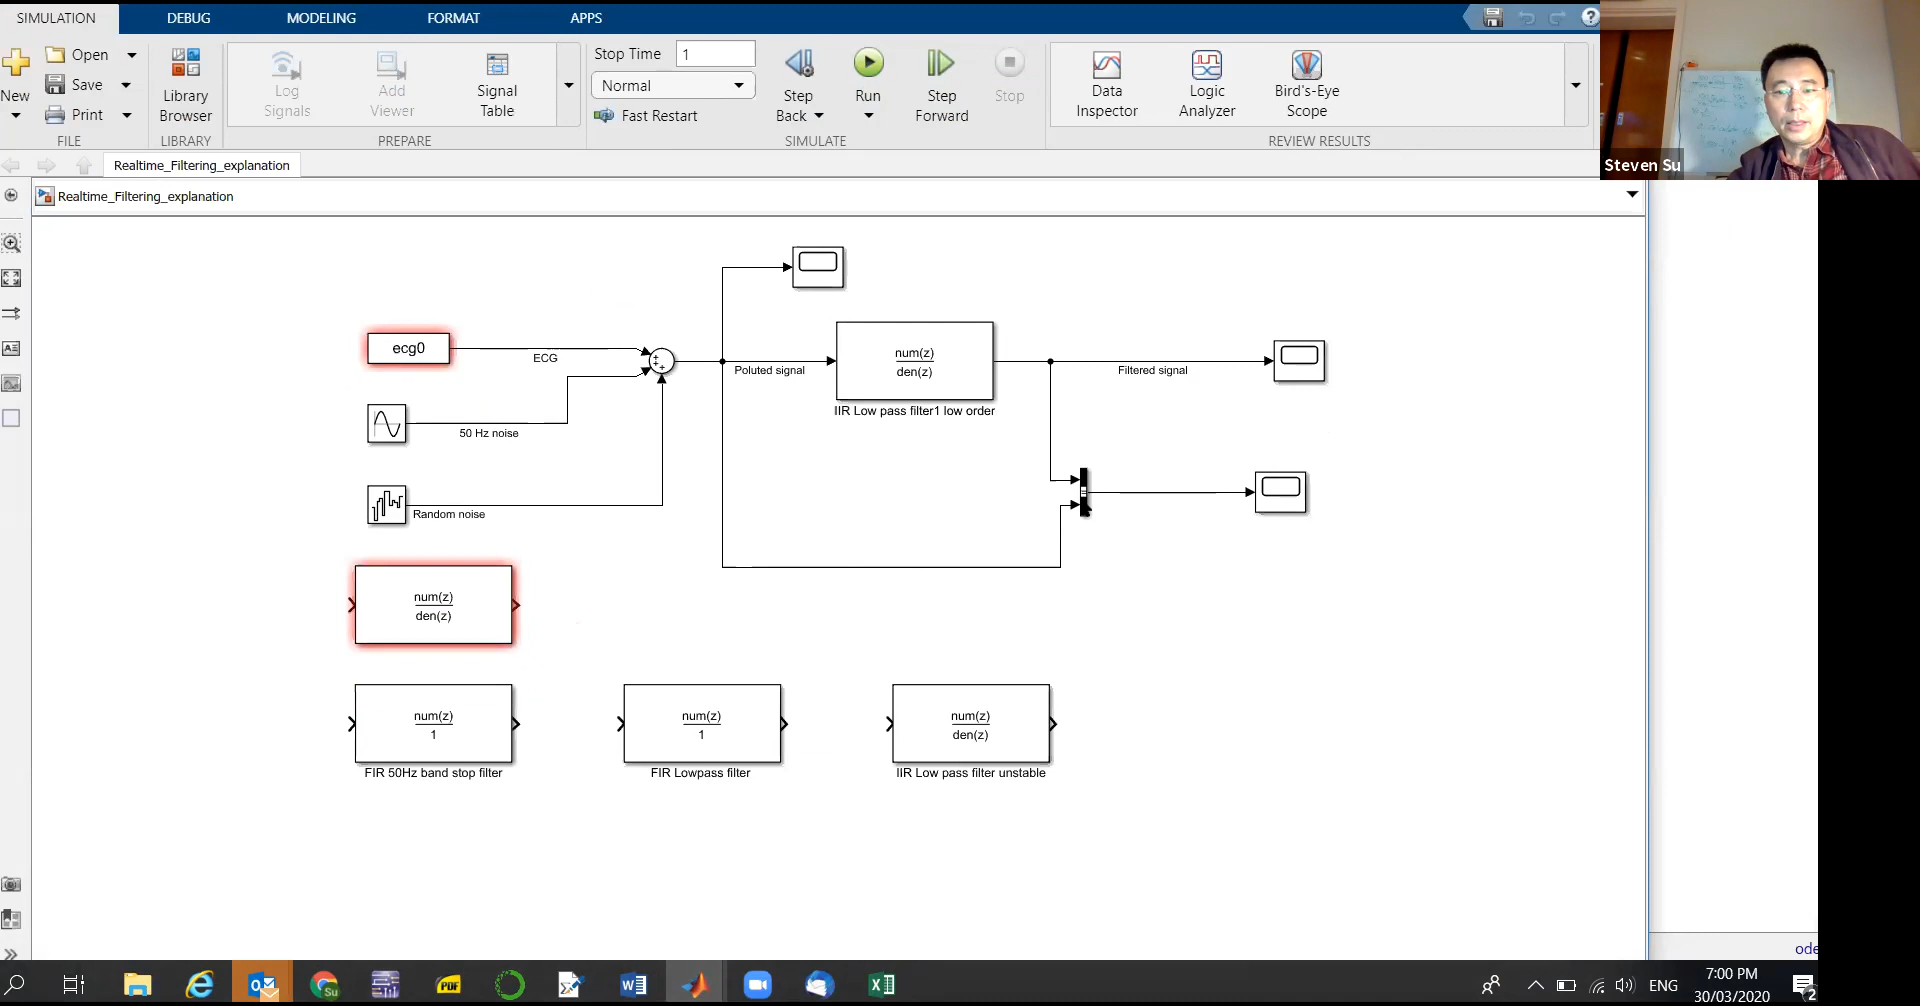 SIMULATION DEBUG MODELING FORMAT APPS
New
Open
Save
Print
FILE
Library
Browser
LIBRARY
Log
Signals
Add
Viewer
Signal
Table
PREPARE
Stop Time 1
Normal
Fast Restart
Step
Back
Run
Step
Forward
Stop
SIMULATE
Data
Inspector
Logic
Analyzer
Bird's-Eye
Scope
REVIEW RESULTS
Steven Su
Realtime_Filtering_explanation
Realtime_Filtering_explanation
ecg0
ECG
50 Hz noise
Random noise
Poluted signal
num(z)
den(z)
IIR Low pass filter1 low order
Filtered signal
num(z)
den(z)
num(z)
1
FIR 50Hz band stop filter
num(z)
1
FIR Lowpass filter
num(z)
den(z)
IIR Low pass filter unstable
ode
Su
PDF
ENG
7:00 PM
30/03/2020
2